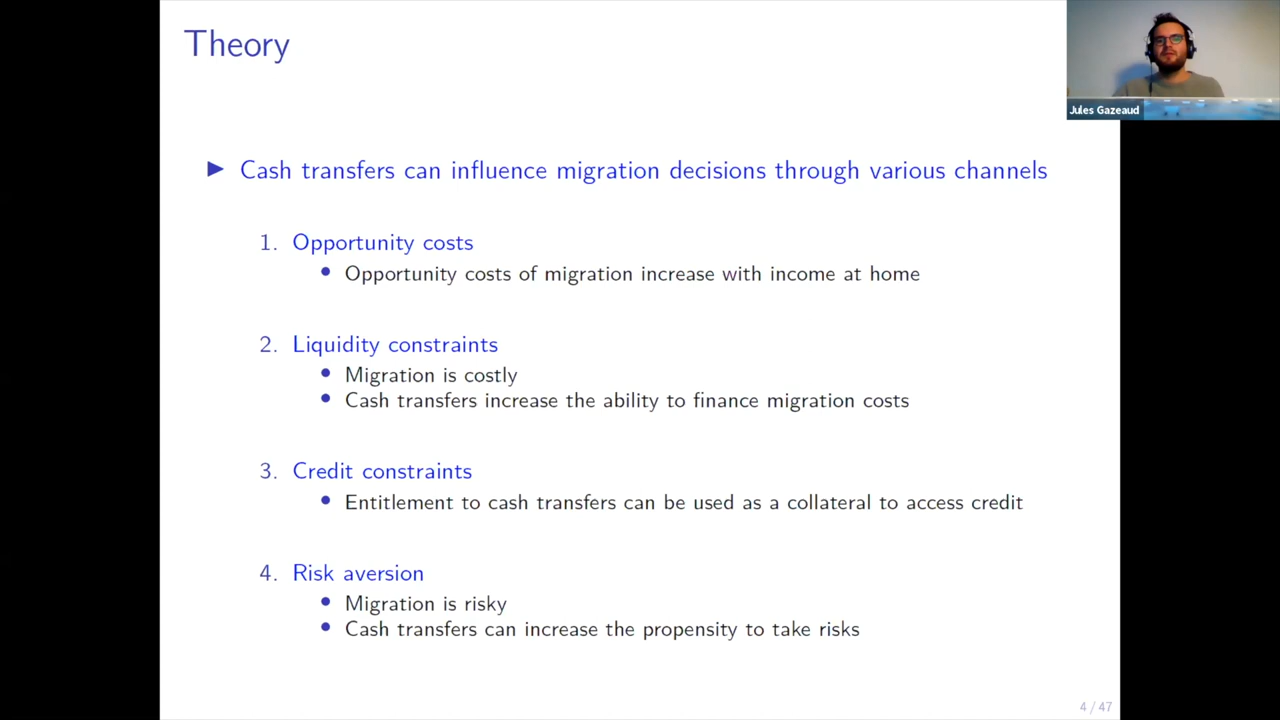 Theory
Jules Gazeaud
▶ Cash transfers can influence migration decisions through various channels
1. Opportunity costs
• Opportunity costs of migration increase with income at home
2. Liquidity constraints
• Migration is costly
• Cash transfers increase the ability to finance migration costs
3. Credit constraints
• Entitlement to cash transfers can be used as a collateral to access credit
4. Risk aversion
• Migration is risky
• Cash transfers can increase the propensity to take risks
4 / 47